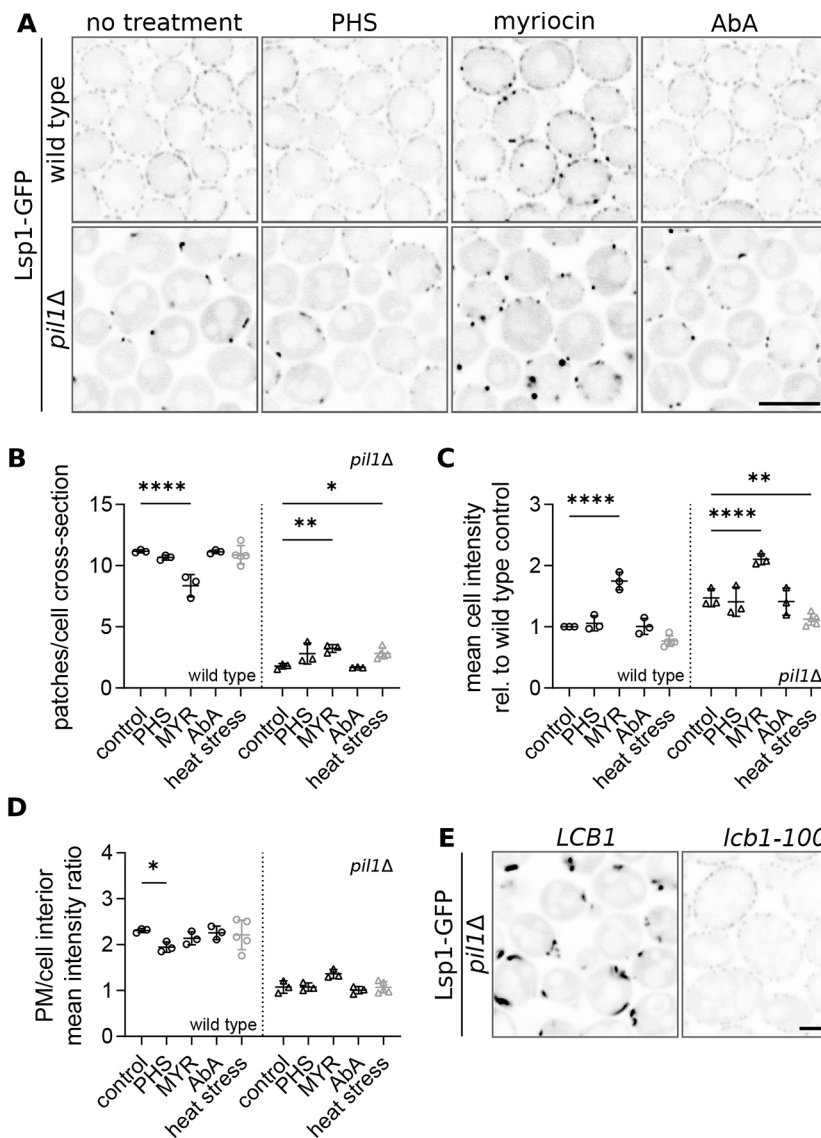 A
no treatment PHS myriocin AbA
Lsp1-GFP
wild type
pil1Δ
B
pil1Δ
patches/cell cross-section
15
10
5
0
**** ** *
wild type
control PHS MYR AbA heat stress control PHS MYR AbA heat stress
C
mean cell intensity
rel. to wild type control
3
2
1
0
**** **** **
wild type
pil1Δ
control PHS MYR AbA heat stress control PHS MYR AbA heat stress
D
pil1Δ
PM/cell interior
mean intensity ratio
4
3
2
1
0
*
wild type
control PHS MYR AbA heat stress control PHS MYR AbA heat stress
E
LCB1 lcb1-100
Lsp1-GFP
pil1Δ